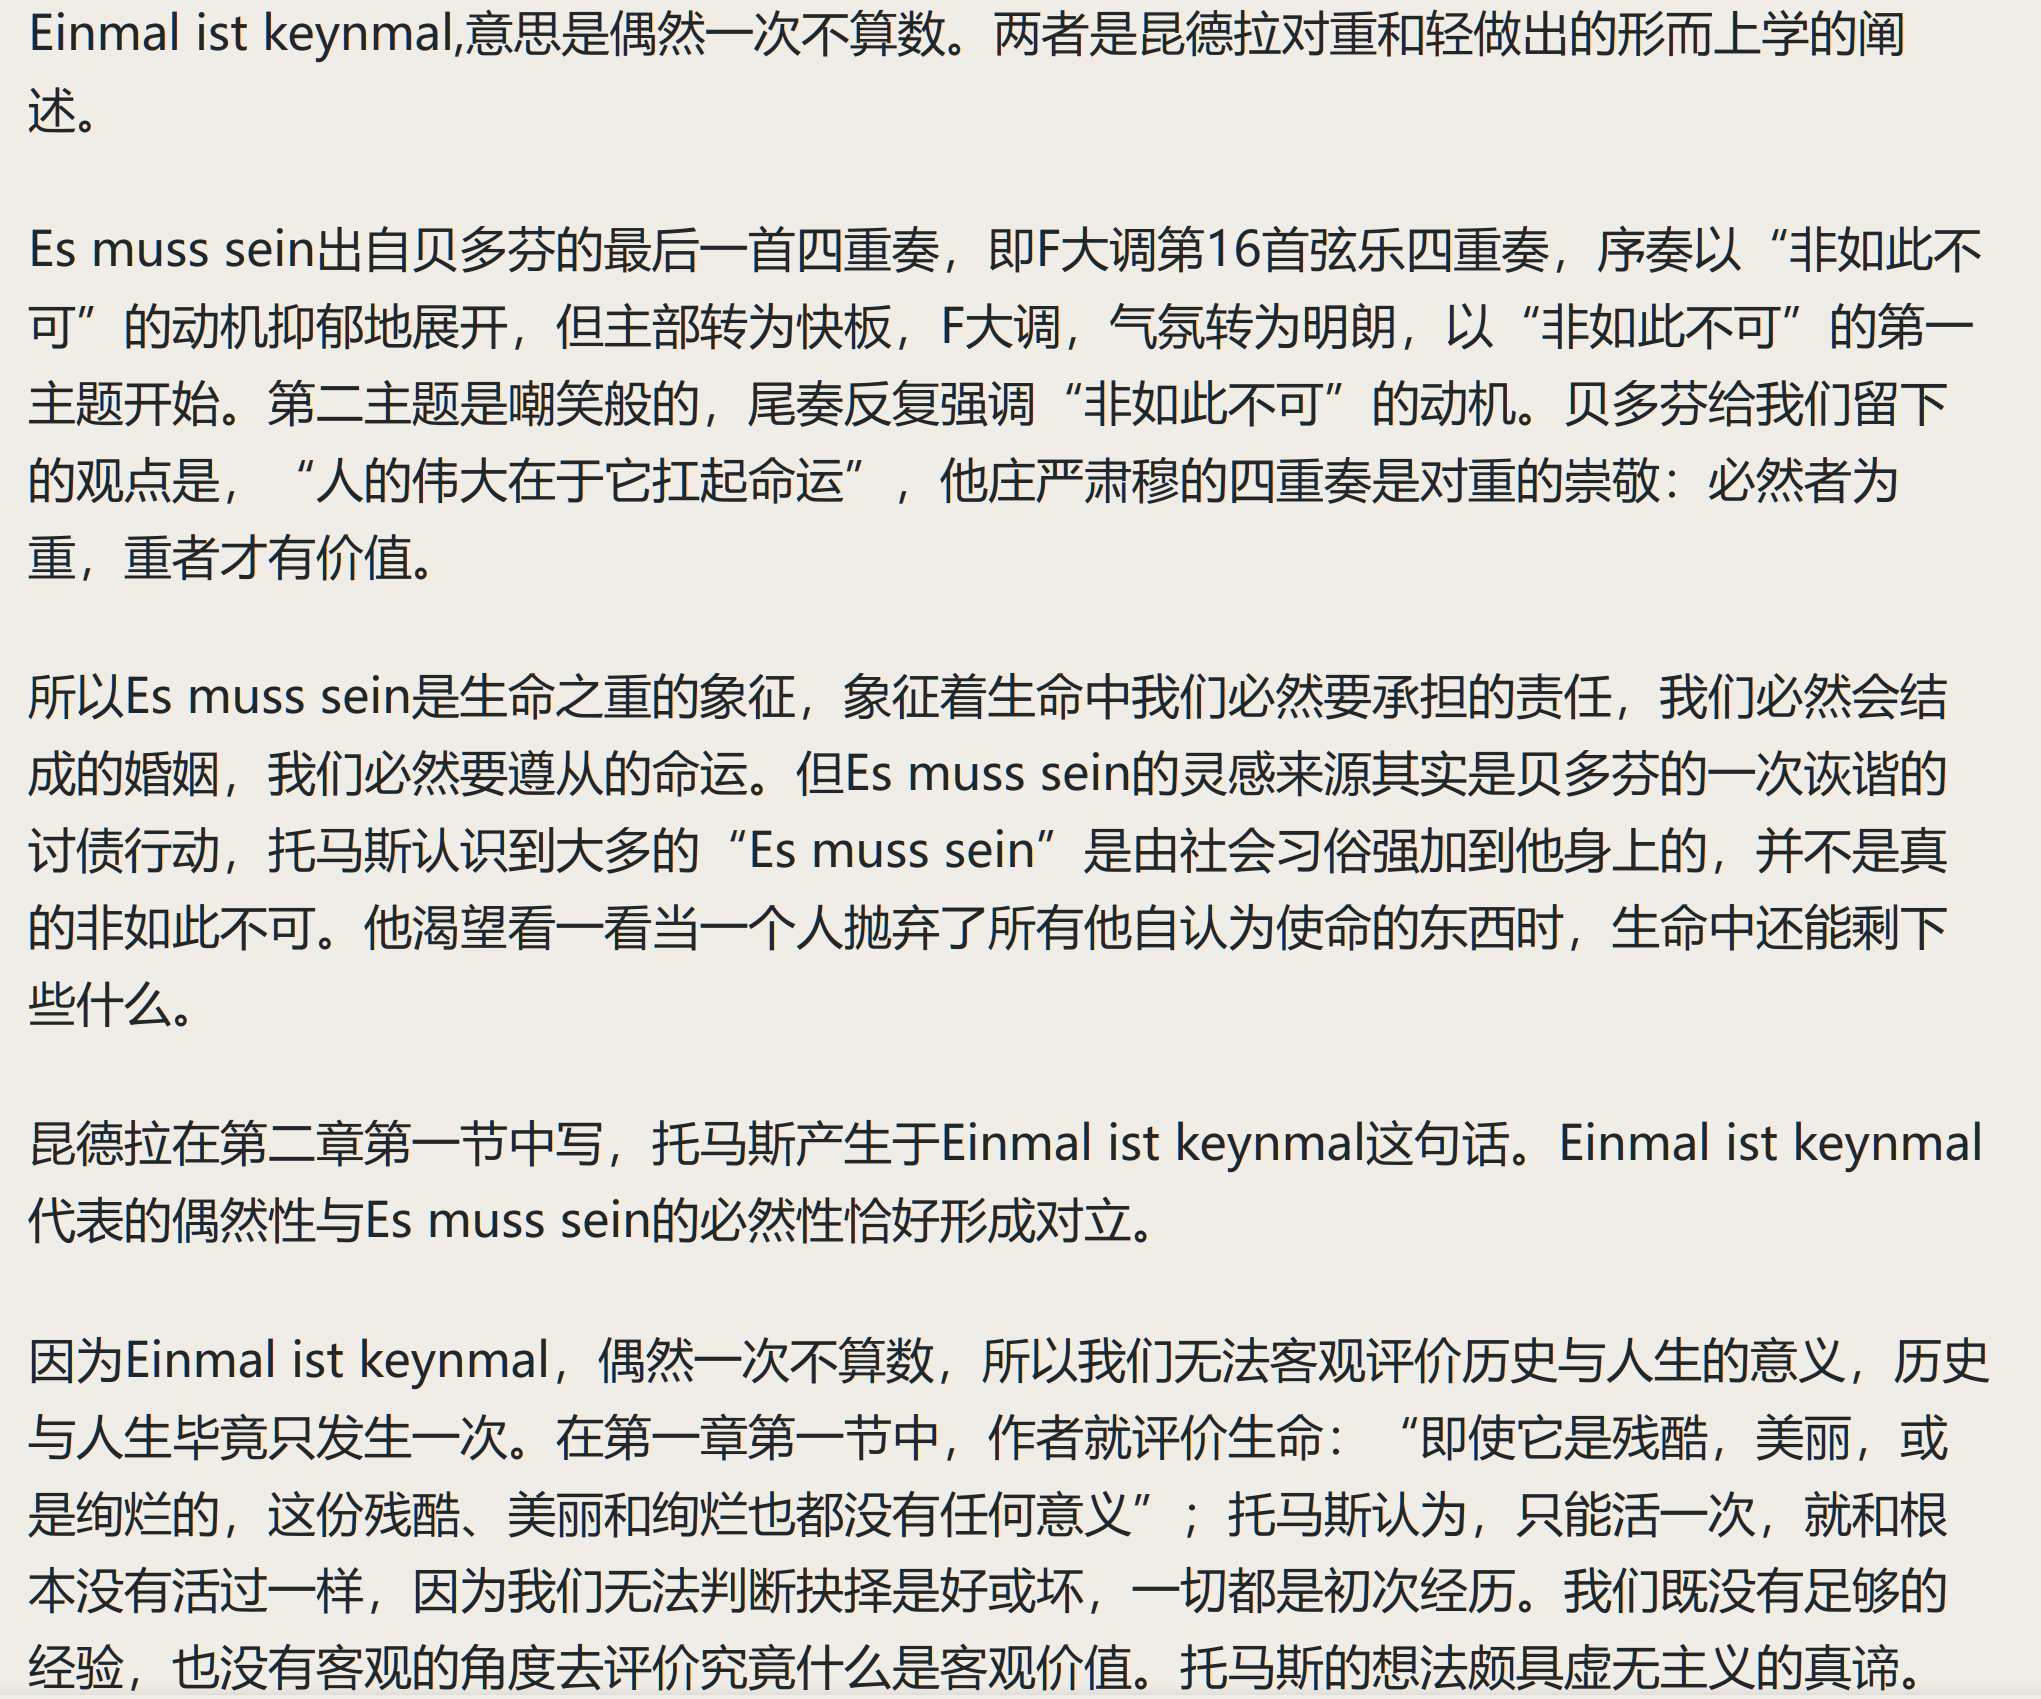 Einmal ist keynmal,意思是偶然一次不算数。两者是昆德拉对重和轻做出的形而上学的阐
述。
Es muss sein出自贝多芬的最后一首四重奏，即F大调第16首弦乐四重奏，序奏以“非如此不
可”的动机抑郁地展开，但主部转为快板，F大调，气氛转为明朗，以“非如此不可”的第一
主题开始。第二主题是嘲笑般的，尾奏反复强调“非如此不可”的动机。贝多芬给我们留下
的观点是，“人的伟大在于它扛起命运”，他庄严肃穆的四重奏是对重的崇敬：必然者为
重，重者才有价值。
所以Es muss sein是生命之重的象征，象征着生命中我们必然要承担的责任，我们必然会结
成的婚姻，我们必然要遵从的命运。但Es muss sein的灵感来源其实是贝多芬的一次诙谐的
讨债行动，托马斯认识到大多的“Es muss sein”是由社会习俗强加到他身上的，并不是真
的非如此不可。他渴望看一看当一个人抛弃了所有他自认为使命的东西时，生命中还能剩下
些什么。
昆德拉在第二章第一节中写，托马斯产生于Einmal ist keynmal这句话。Einmal ist keynmal
代表的偶然性与Es muss sein的必然性恰好形成对立。
因为Einmal ist keynmal，偶然一次不算数，所以我们无法客观评价历史与人生的意义，历史
与人生毕竟只发生一次。在第一章第一节中，作者就评价生命：“即使它是残酷，美丽，或
是绚烂的，这份残酷、美丽和绚烂也都没有任何意义”；托马斯认为，只能活一次，就和根
本没有活过一样，因为我们无法判断抉择是好或坏，一切都是初次经历。我们既没有足够的
经验，也没有客观的角度去评价究竟什么是客观价值。托马斯的想法颇具虚无主义的真谛。